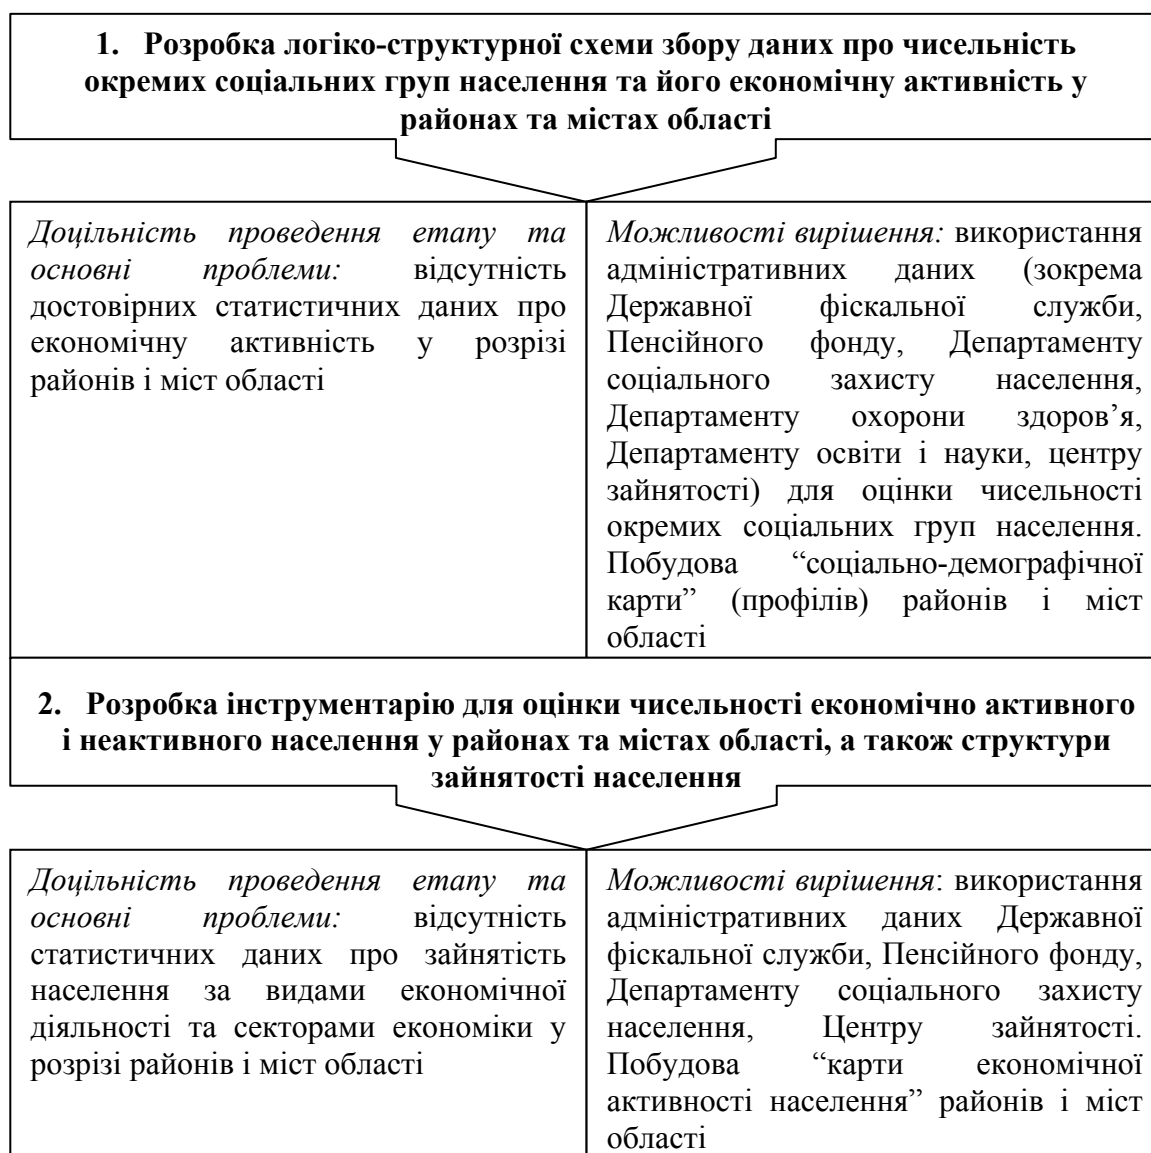 1. Розробка логіко-структурної схеми збору даних про чисельність
окремих соціальних груп населення та його економічну активність у
районах та містах області
Доцільність проведення етапу та
основні проблеми: відсутність
достовірних статистичних даних про
економічну активність у розрізі
районів і міст області
Можливості вирішення: використання
адміністративних даних (зокрема
Державної фіскальної служби,
Пенсійного фонду, Департаменту
соціального захисту населення,
Департаменту охорони здоров’я,
Департаменту освіти і науки, центру
зайнятості) для оцінки чисельності
окремих соціальних груп населення.
Побудова “соціально-демографічної
карти” (профілів) районів і міст
області
2. Розробка інструментарію для оцінки чисельності економічно активного
і неактивного населення у районах та містах області, а також структури
зайнятості населення
Доцільність проведення етапу та
основні проблеми: відсутність
статистичних даних про зайнятість
населення за видами економічної
діяльності та секторами економіки у
розрізі районів і міст області
Можливості вирішення: використання
адміністративних даних Державної
фіскальної служби, Пенсійного фонду,
Департаменту соціального захисту
населення, Центру зайнятості.
Побудова “карти економічної
активності населення” районів і міст
області